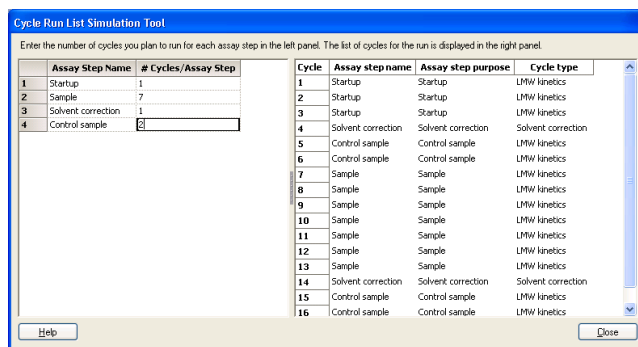 Cycle Run List Simulation Tool
Enter the number of cycles you plan to run for each assay step in the left panel. The list of cycles for the run is displayed in the right panel.
Assay Step Name # Cycles/Assay Step
1 Startup 1
2 Sample 7
3 Solvent correction 1
4 Control sample 2
Cycle Assay step name Assay step purpose Cycle type
1 Startup Startup LMW kinetics
2 Startup Startup LMW kinetics
3 Startup Startup LMW kinetics
4 Solvent correction Solvent correction Solvent correction
5 Control sample Control sample LMW kinetics
6 Control sample Control sample LMW kinetics
7 Sample Sample LMW kinetics
8 Sample Sample LMW kinetics
9 Sample Sample LMW kinetics
10 Sample Sample LMW kinetics
11 Sample Sample LMW kinetics
12 Sample Sample LMW kinetics
13 Sample Sample LMW kinetics
14 Solvent correction Solvent correction Solvent correction
15 Control sample Control sample LMW kinetics
16 Control sample Control sample LMW kinetics
Help Close